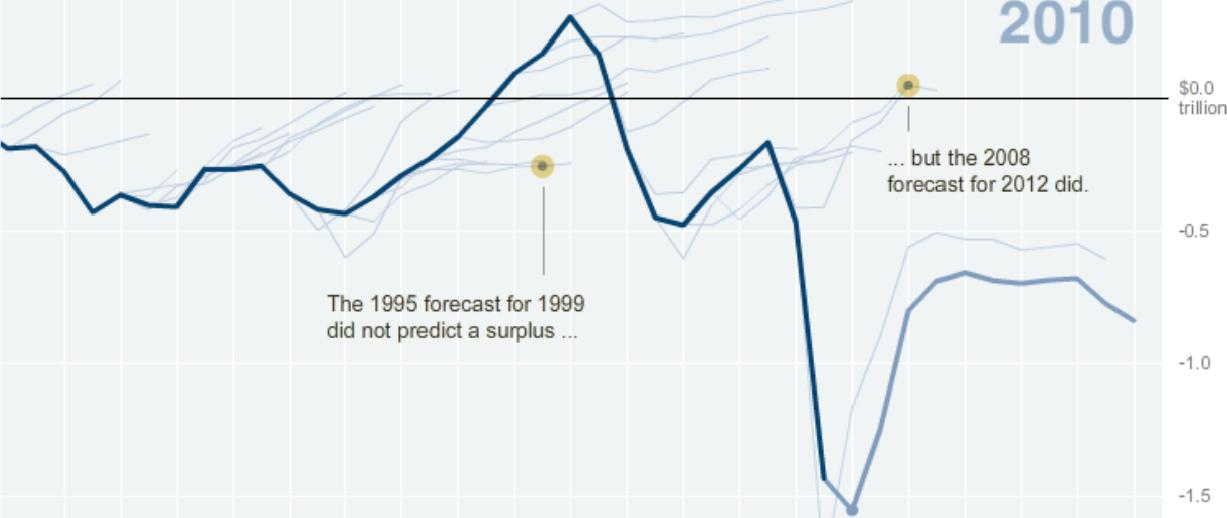 2010
$0.0
trillion
... but the 2008
forecast for 2012 did.
-0.5
The 1995 forecast for 1999
did not predict a surplus ...
-1.0
-1.5